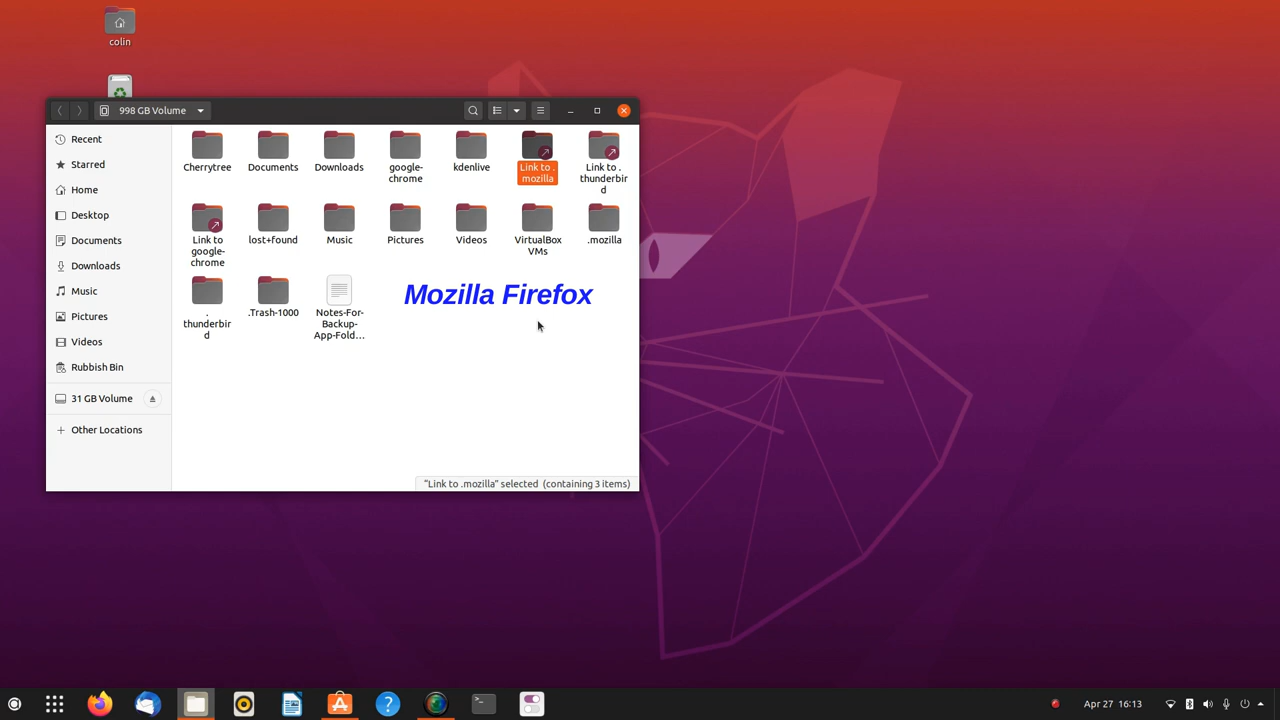 colin
998 GB Volume
Recent
Starred
Home
Desktop
Documents
Downloads
Music
Pictures
Videos
Rubbish Bin
31 GB Volume
Other Locations
Cherrytree
Documents
Downloads
google-
chrome
kdenlive
Link to .
mozilla
Link to .
thunderbir
d
Link to
google-
chrome
lost+found
Music
Pictures
Videos
VirtualBox
VMs
.mozilla
.
thunderbir
d
.Trash-1000
Notes-For-
Backup-
App-Fold...
Mozilla Firefox
"Link to .mozilla" selected (containing 3 items)
>_
?
Apr 27 16:13